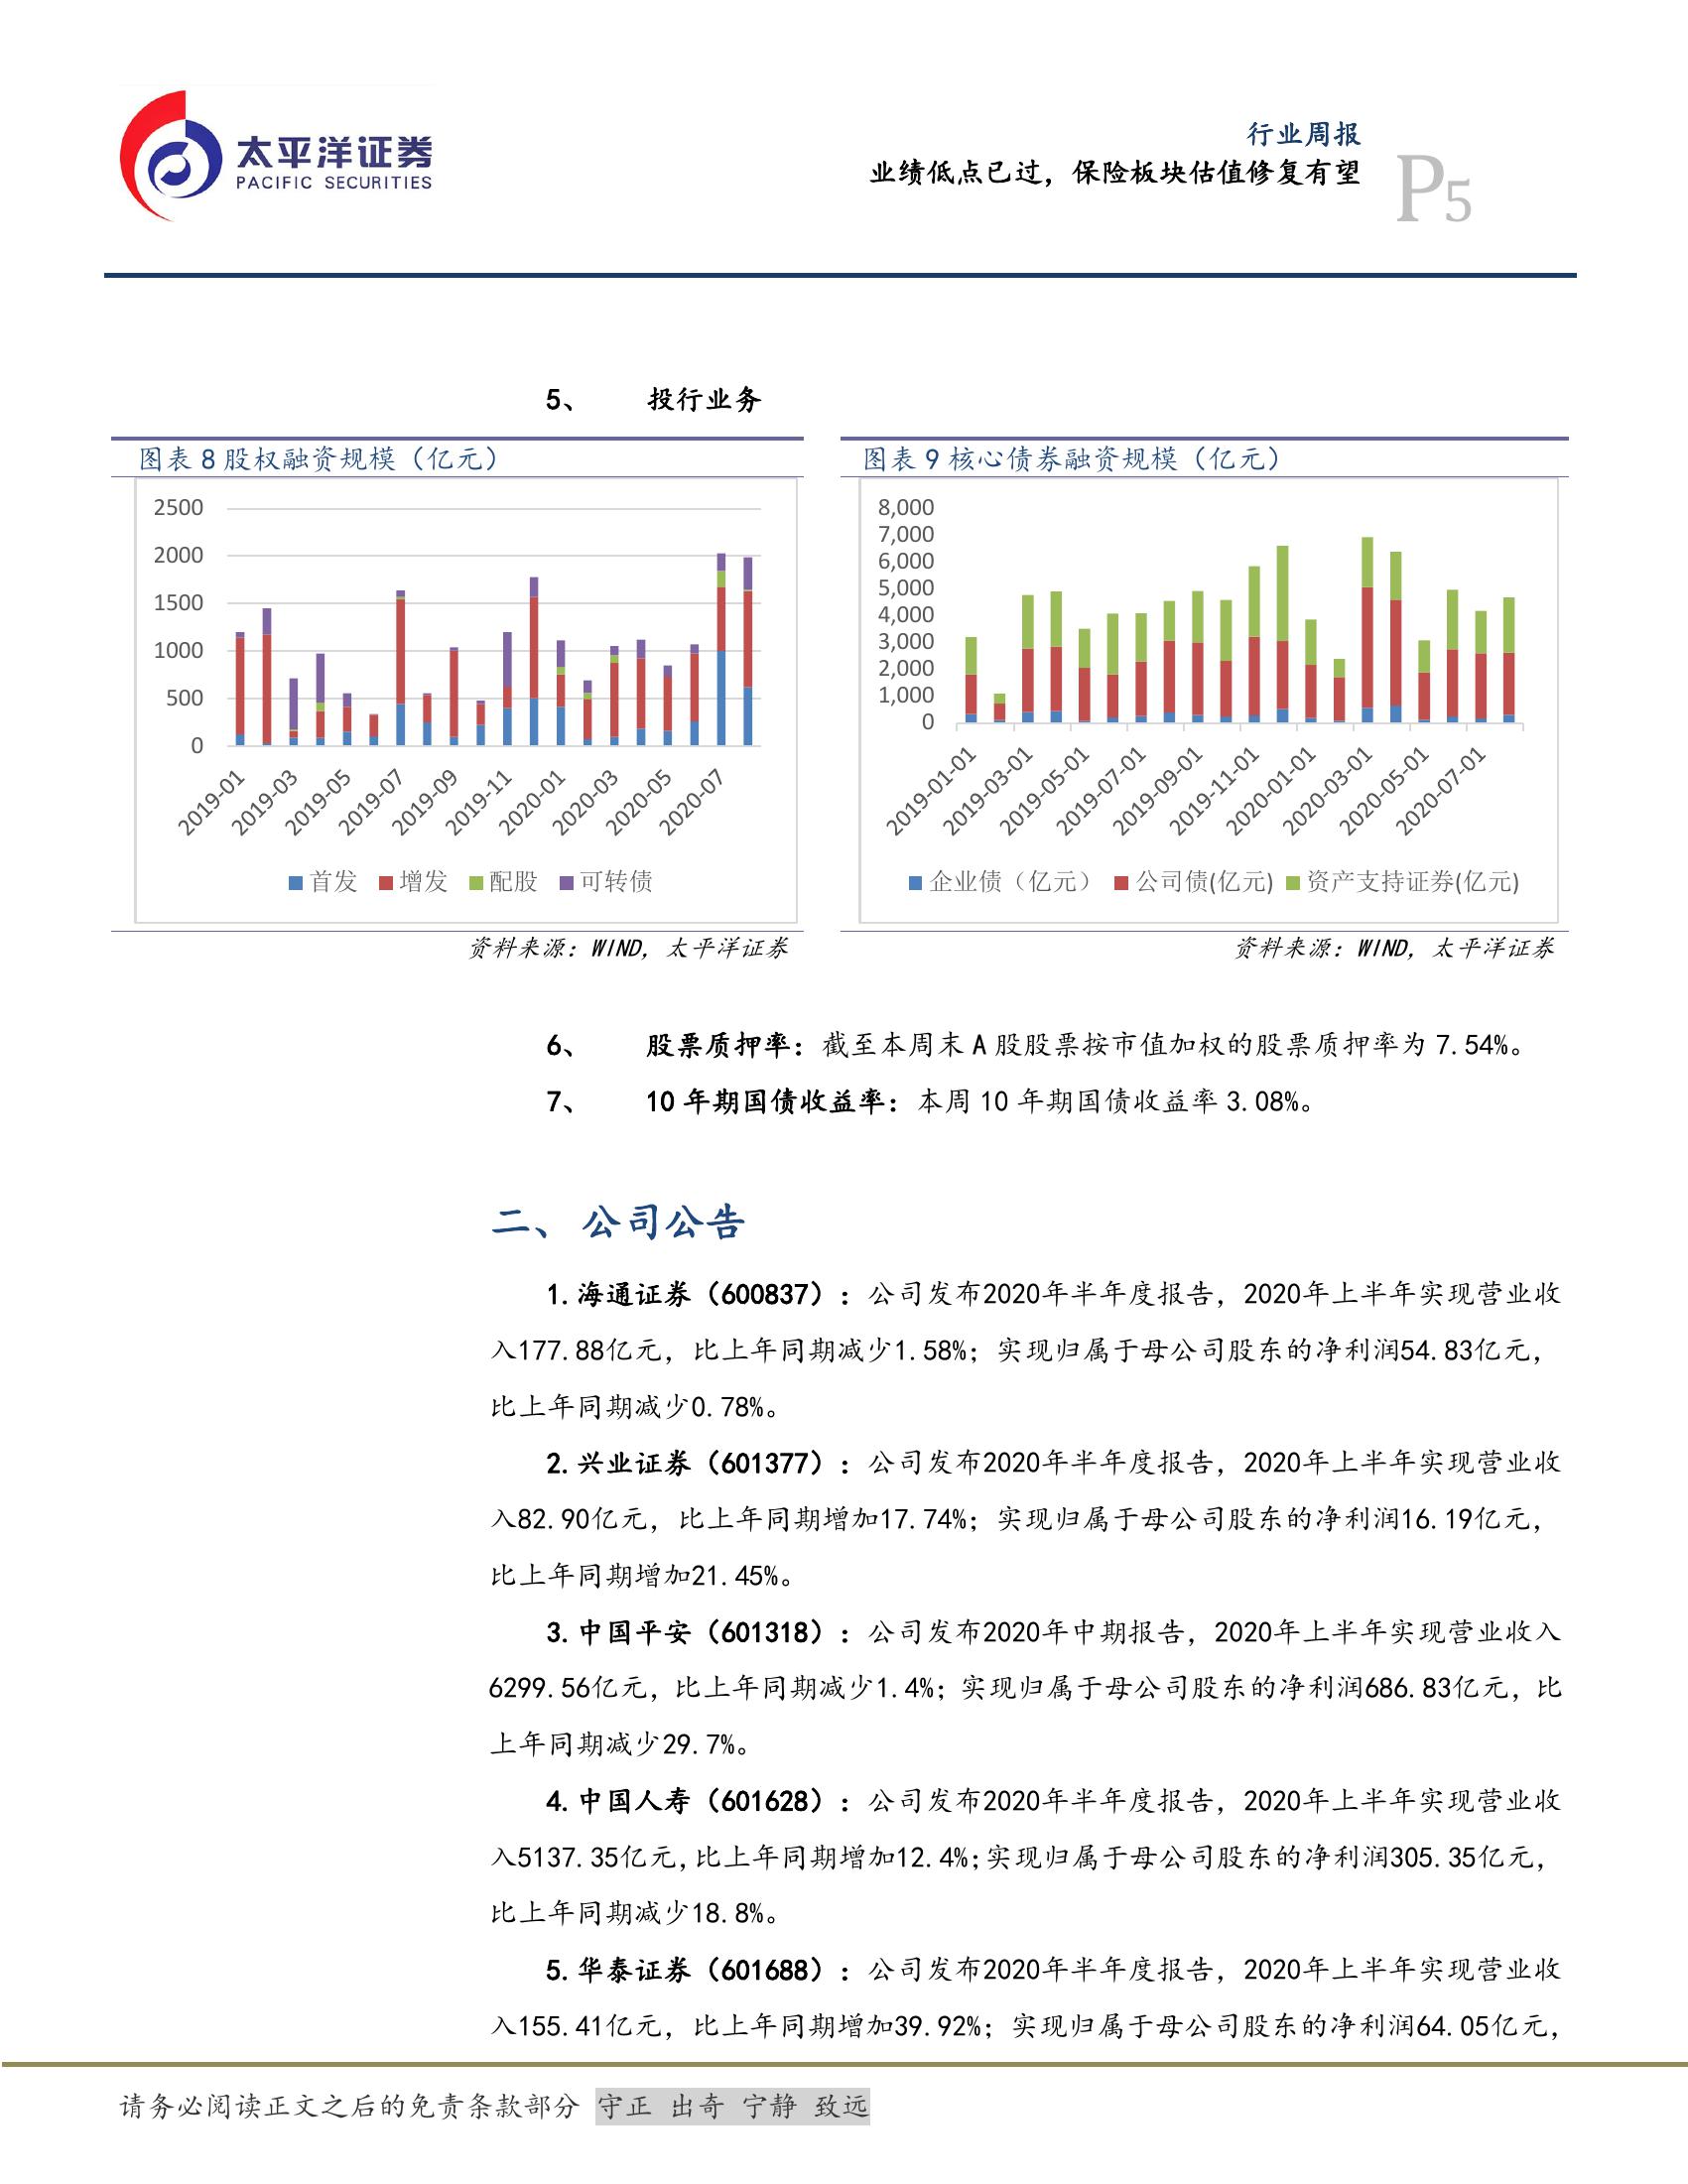 太平洋证券
PACIFIC SECURITIES
行业周报
业绩低点已过，保险板块估值修复有望
P5
5、 投行业务
图表 8 股权融资规模（亿元）
2500
2000
1500
1000
500
0
2019-01
2019-03
2019-05
2019-07
2019-09
2019-11
2020-01
2020-03
2020-05
2020-07
首发 增发 配股 可转债
资料来源：WIND，太平洋证券
图表 9 核心债券融资规模（亿元）
8,000
7,000
6,000
5,000
4,000
3,000
2,000
1,000
0
2019-01-01
2019-03-01
2019-05-01
2019-07-01
2019-09-01
2019-11-01
2020-01-01
2020-03-01
2020-05-01
2020-07-01
企业债（亿元） 公司债(亿元) 资产支持证券(亿元)
资料来源：WIND，太平洋证券
6、 股票质押率：截至本周末 A 股股票按市值加权的股票质押率为 7.54%。
7、 10 年期国债收益率：本周 10 年期国债收益率 3.08%。
二、 公司公告
1.海通证券（600837）：公司发布2020年半年度报告，2020年上半年实现营业收
入177.88亿元，比上年同期减少1.58%；实现归属于母公司股东的净利润54.83亿元，
比上年同期减少0.78%。
2.兴业证券（601377）：公司发布2020年半年度报告，2020年上半年实现营业收
入82.90亿元，比上年同期增加17.74%；实现归属于母公司股东的净利润16.19亿元，
比上年同期增加21.45%。
3.中国平安（601318）：公司发布2020年中期报告，2020年上半年实现营业收入
6299.56亿元，比上年同期减少1.4%；实现归属于母公司股东的净利润686.83亿元，比
上年同期减少29.7%。
4.中国人寿（601628）：公司发布2020年半年度报告，2020年上半年实现营业收
入5137.35亿元，比上年同期增加12.4%；实现归属于母公司股东的净利润305.35亿元，
比上年同期减少18.8%。
5.华泰证券（601688）：公司发布2020年半年度报告，2020年上半年实现营业收
入155.41亿元，比上年同期增加39.92%；实现归属于母公司股东的净利润64.05亿元，
请务必阅读正文之后的免责条款部分 守正 出奇 宁静 致远